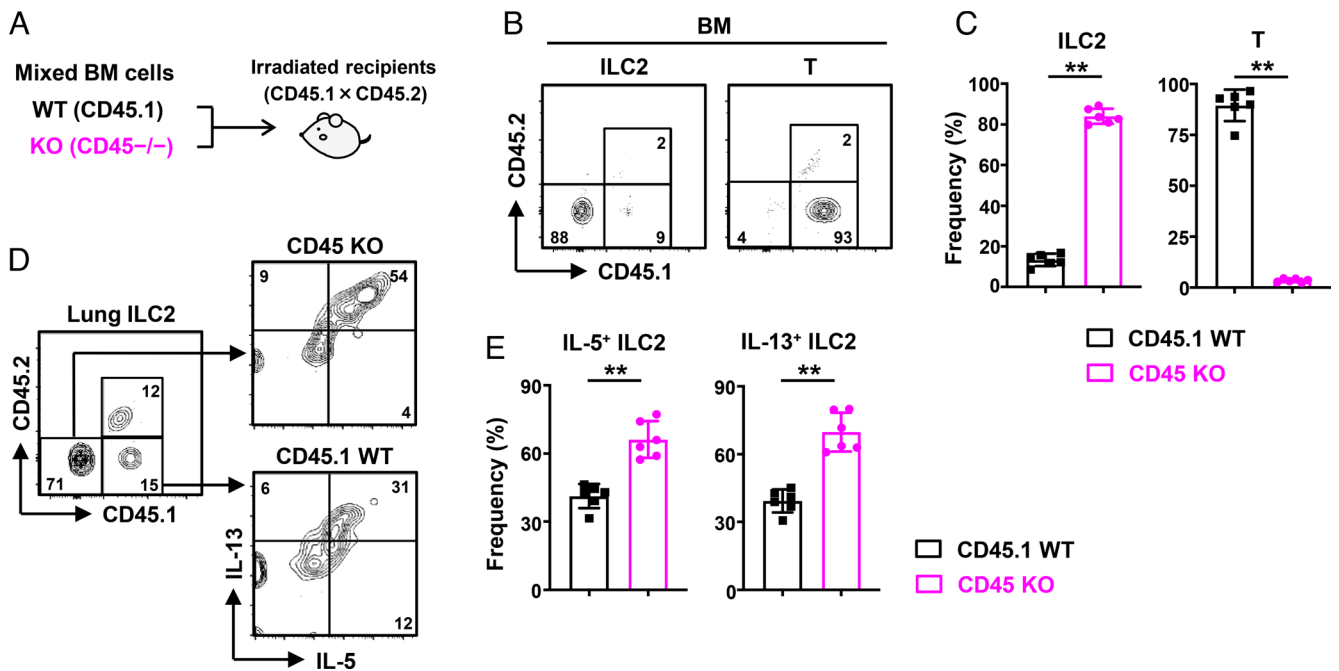 A
Mixed BM cells
WT (CD45.1)
KO (CD45−/−)
Irradiated recipients
(CD45.1 × CD45.2)
B
BM
ILC2
T
CD45.2
2
88
9
2
4
93
CD45.1
C
ILC2
T
Frequency (%)
100
80
60
40
20
0
**
100
75
50
25
0
**
CD45.1 WT
CD45 KO
D
Lung ILC2
CD45.2
12
71
15
CD45.1
CD45 KO
9
54
4
CD45.1 WT
6
31
12
IL-13
IL-5
E
IL-5⁺ ILC2
IL-13⁺ ILC2
Frequency (%)
90
60
30
0
**
90
60
30
0
**
CD45.1 WT
CD45 KO